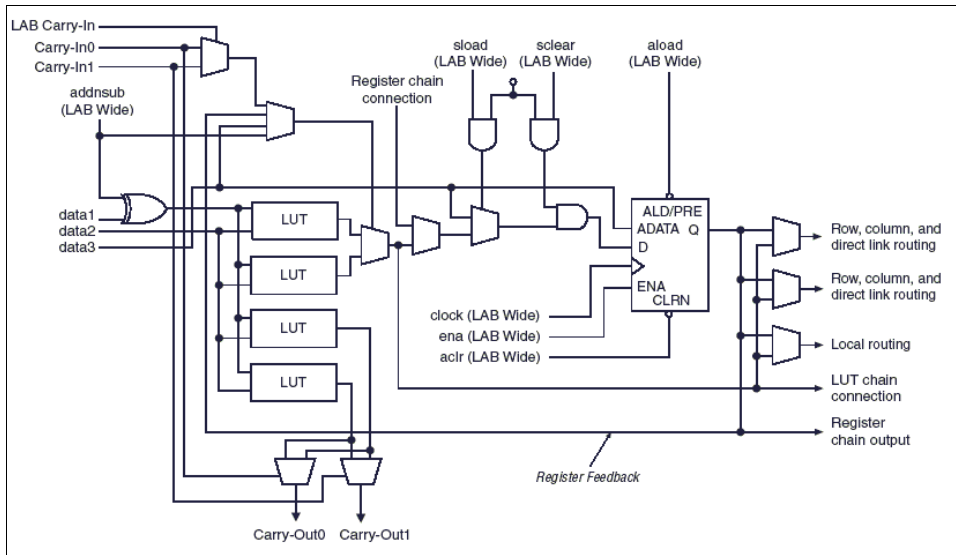 LAB Carry-In
Carry-In0
Carry-In1
addnsub
(LAB Wide)
data1
data2
data3
Register chain
connection
sload
(LAB Wide)
sclear
(LAB Wide)
aload
(LAB Wide)
LUT
LUT
LUT
LUT
ALD/PRE
ADATA Q
D
ENA
CLRN
clock (LAB Wide)
ena (LAB Wide)
aclr (LAB Wide)
Row, column, and
direct link routing
Row, column, and
direct link routing
Local routing
LUT chain
connection
Register
chain output
Register Feedback
Carry-Out0
Carry-Out1